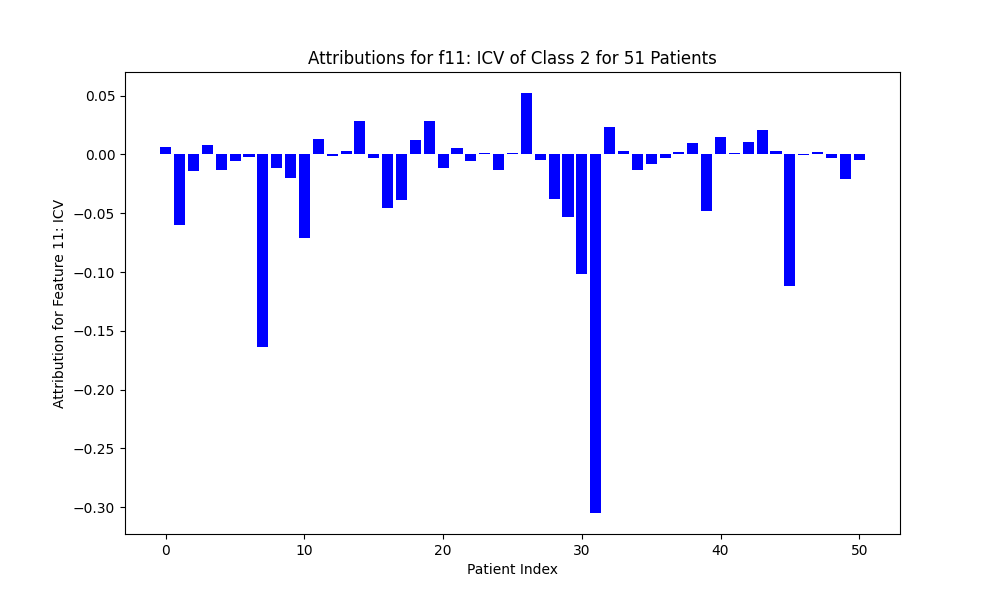 Attributions for f11: ICV of Class 2 for 51 Patients
0.05
0.00
−0.05
−0.10
−0.15
−0.20
−0.25
−0.30
Attribution for Feature 11: ICV
0 10 20 30 40 50
Patient Index